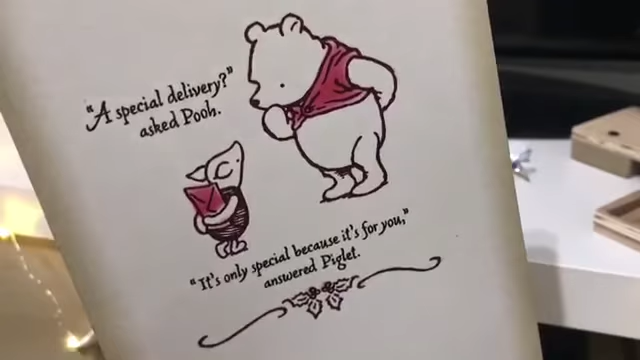 “A special delivery?”
asked Pooh.
“It's only special because it's for you,”
answered Piglet.